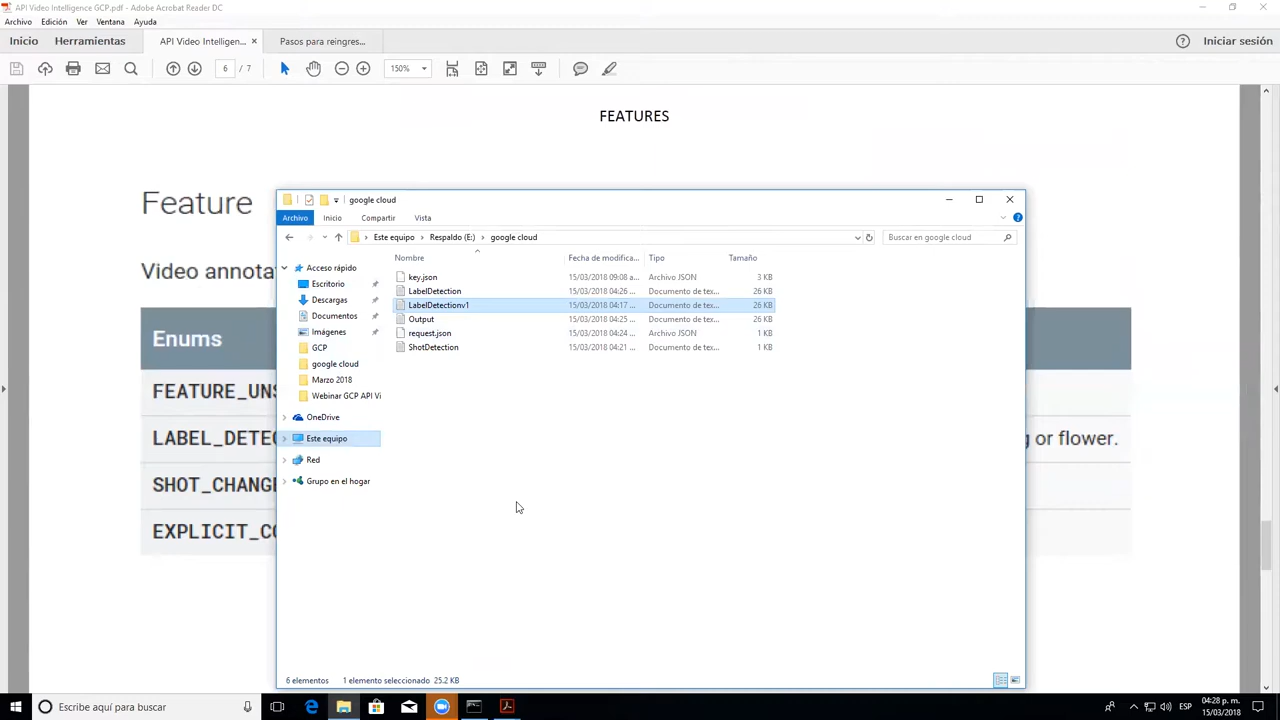 API Video Intelligence GCP.pdf - Adobe Acrobat Reader DC
Archivo Edición Ver Ventana Ayuda
Inicio Herramientas API Video Intelligen... Pasos para reingres... Iniciar sesión
6 / 7 150%
FEATURES
Feature
Video annota
Enums
FEATURE_UNS
LABEL_DETEC
g or flower.
SHOT_CHANGE
EXPLICIT_CO
google cloud
Archivo Inicio Compartir Vista
Este equipo Respaldo (E:) google cloud Buscar en google cloud
Nombre Fecha de modifica... Tipo Tamaño
Acceso rápido
Escritorio
Descargas
Documentos
Imágenes
GCP
google cloud
Marzo 2018
Webinar GCP API Vi
OneDrive
Este equipo
Red
Grupo en el hogar
key.json 15/03/2018 09:08 a... Archivo JSON 3 KB
LabelDetection 15/03/2018 04:26 ... Documento de tex... 26 KB
LabelDetectionv1 15/03/2018 04:17 ... Documento de tex... 26 KB
Output 15/03/2018 04:25 ... Documento de tex... 26 KB
request.json 15/03/2018 04:24 ... Archivo JSON 1 KB
ShotDetection 15/03/2018 04:21 ... Documento de tex... 1 KB
6 elementos 1 elemento seleccionado 25.2 KB
Escribe aquí para buscar
ESP
04:28 p. m.
15/03/2018